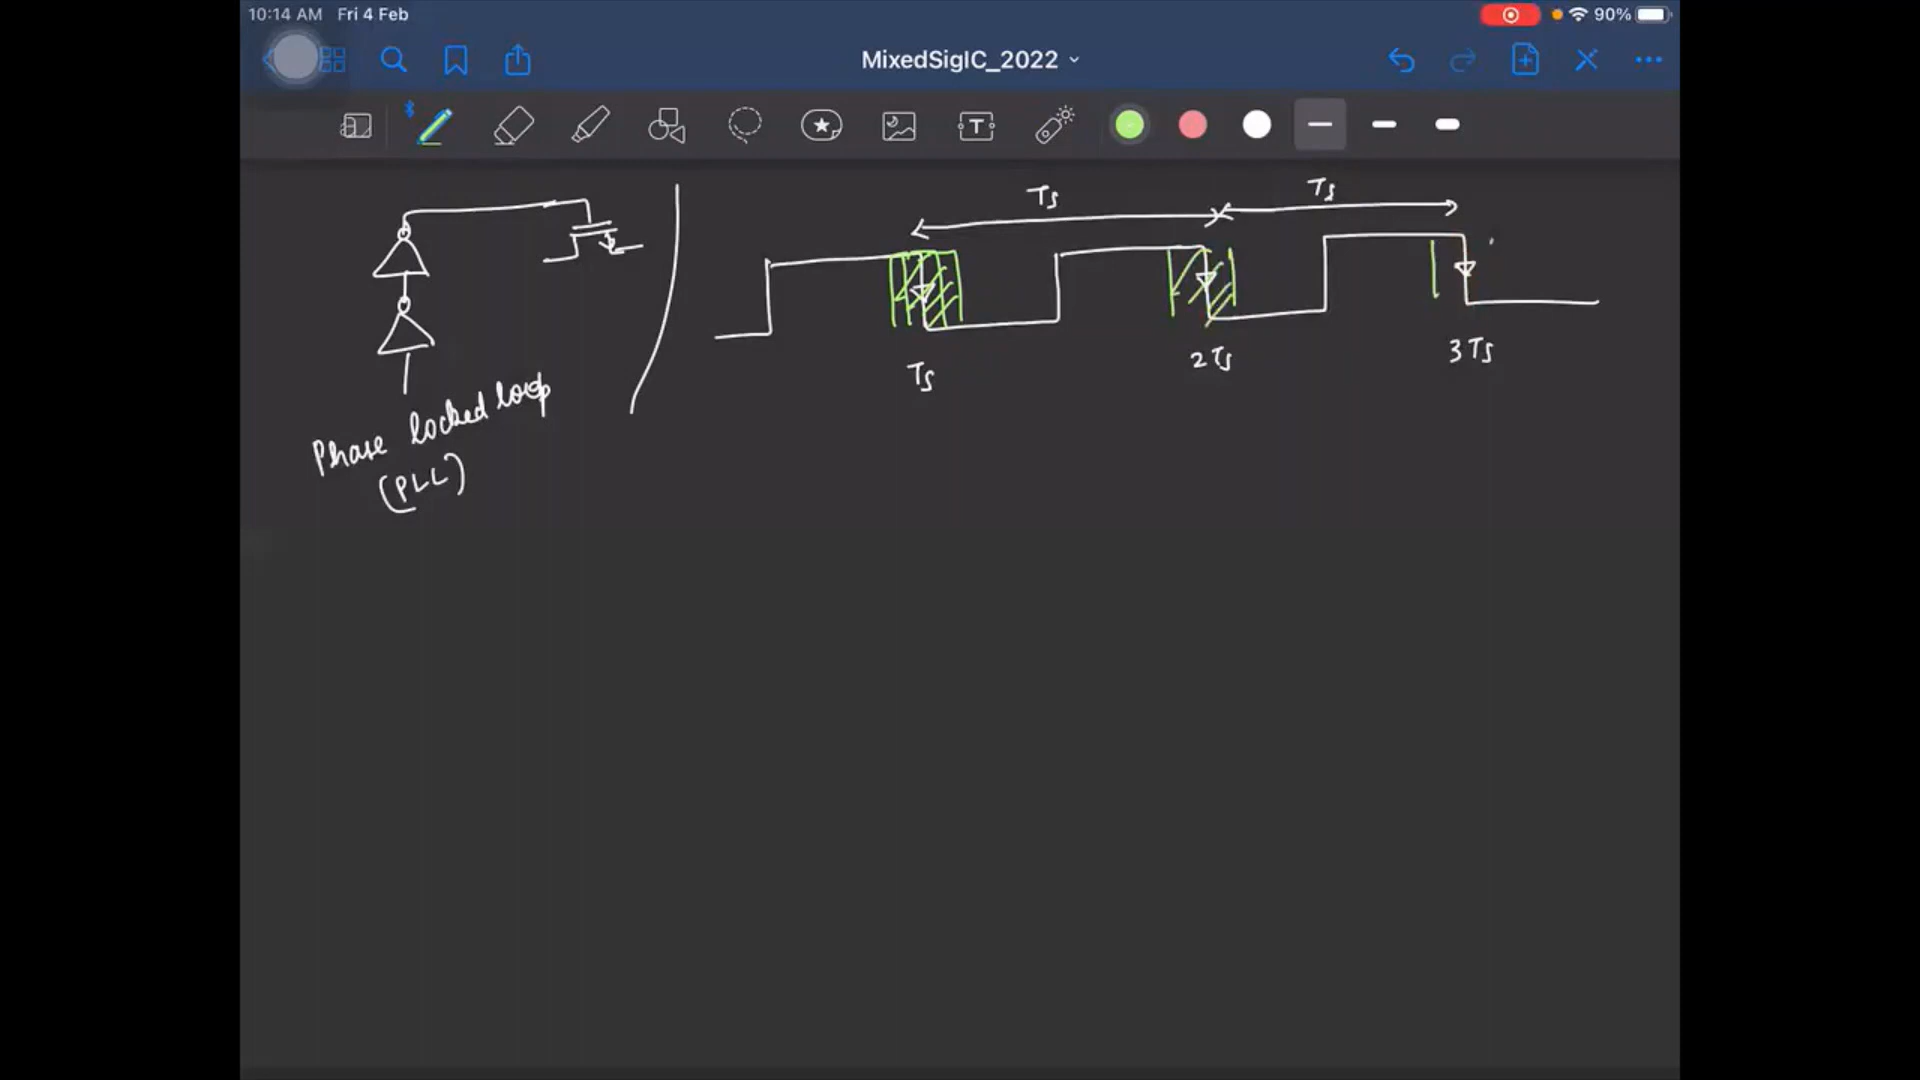 10:14 AM Fri 4 Feb
90%
MixedSigIC_2022
T
Ts
Ts
Ts
2Ts
3Ts
Phase locked loop
(PLL)